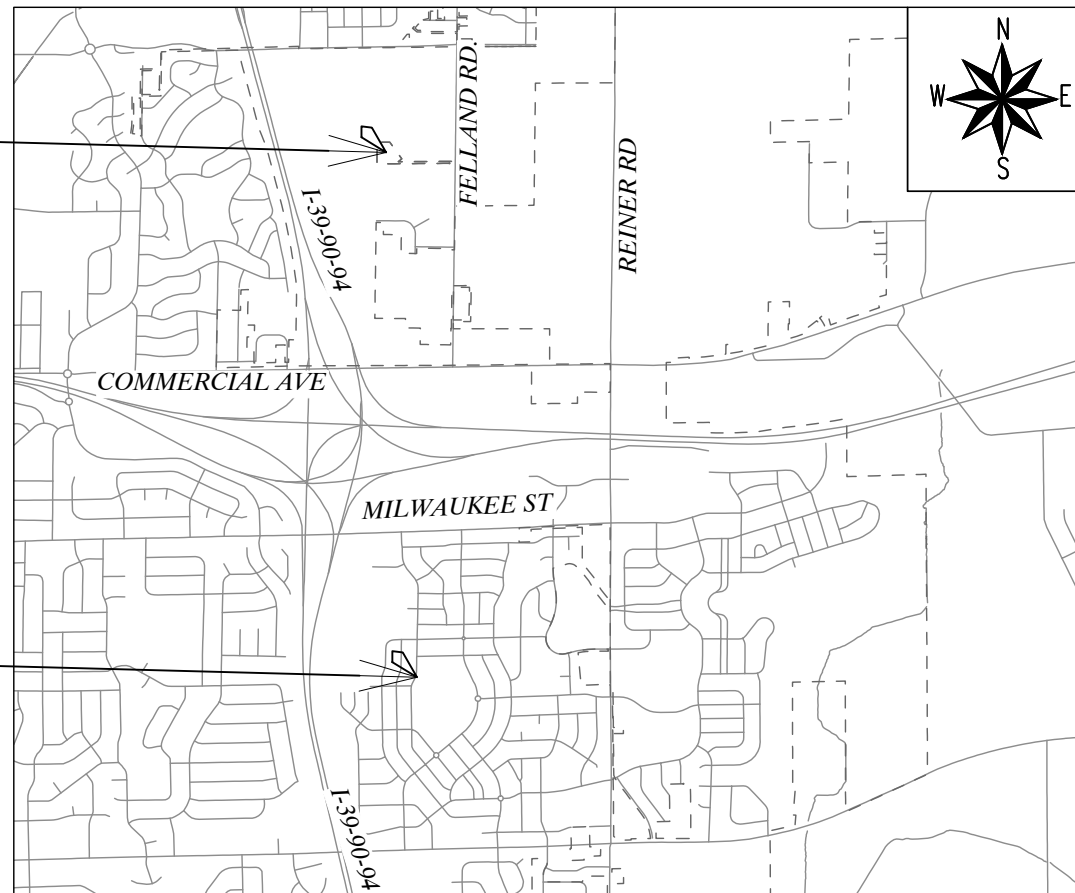 N
W E
S
FELLAND RD.
REINER RD
I-39-90-94
COMMERCIAL AVE
MILWAUKEE ST
I-39-90-94